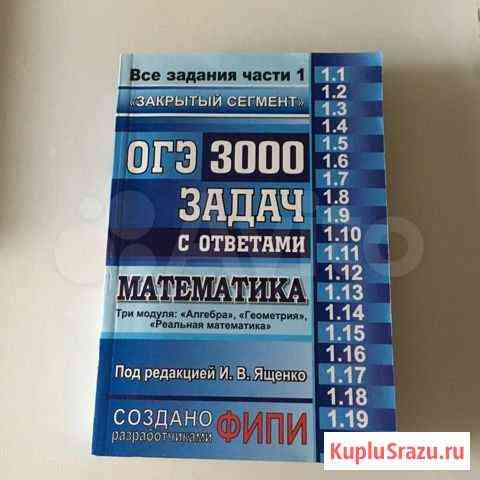 Все задания части 1
«ЗАКРЫТЫЙ СЕГМЕНТ»
ОГЭ 3000
ЗАДАЧ
С ОТВЕТАМИ
МАТЕМАТИКА
Три модуля: «Алгебра», «Геометрия»,
«Реальная математика»
Под редакцией И. В. Ященко
СОЗДАНО
разработчиками
ФИПИ
1.1
1.2
1.3
1.4
1.5
1.6
1.7
1.8
1.9
1.10
1.11
1.12
1.13
1.14
1.15
1.16
1.17
1.18
1.19
Avito
KupluSrazu.ru